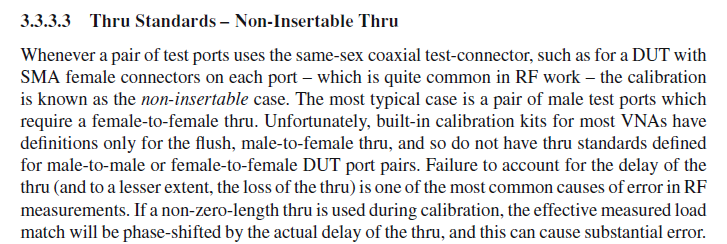 3.3.3.3 Thru Standards – Non-Insertable Thru
Whenever a pair of test ports uses the same-sex coaxial test-connector, such as for a DUT with
SMA female connectors on each port – which is quite common in RF work – the calibration
is known as the non-insertable case. The most typical case is a pair of male test ports which
require a female-to-female thru. Unfortunately, built-in calibration kits for most VNAs have
definitions only for the flush, male-to-female thru, and so do not have thru standards defined
for male-to-male or female-to-female DUT port pairs. Failure to account for the delay of the
thru (and to a lesser extent, the loss of the thru) is one of the most common causes of error in RF
measurements. If a non-zero-length thru is used during calibration, the effective measured load
match will be phase-shifted by the actual delay of the thru, and this can cause substantial error.